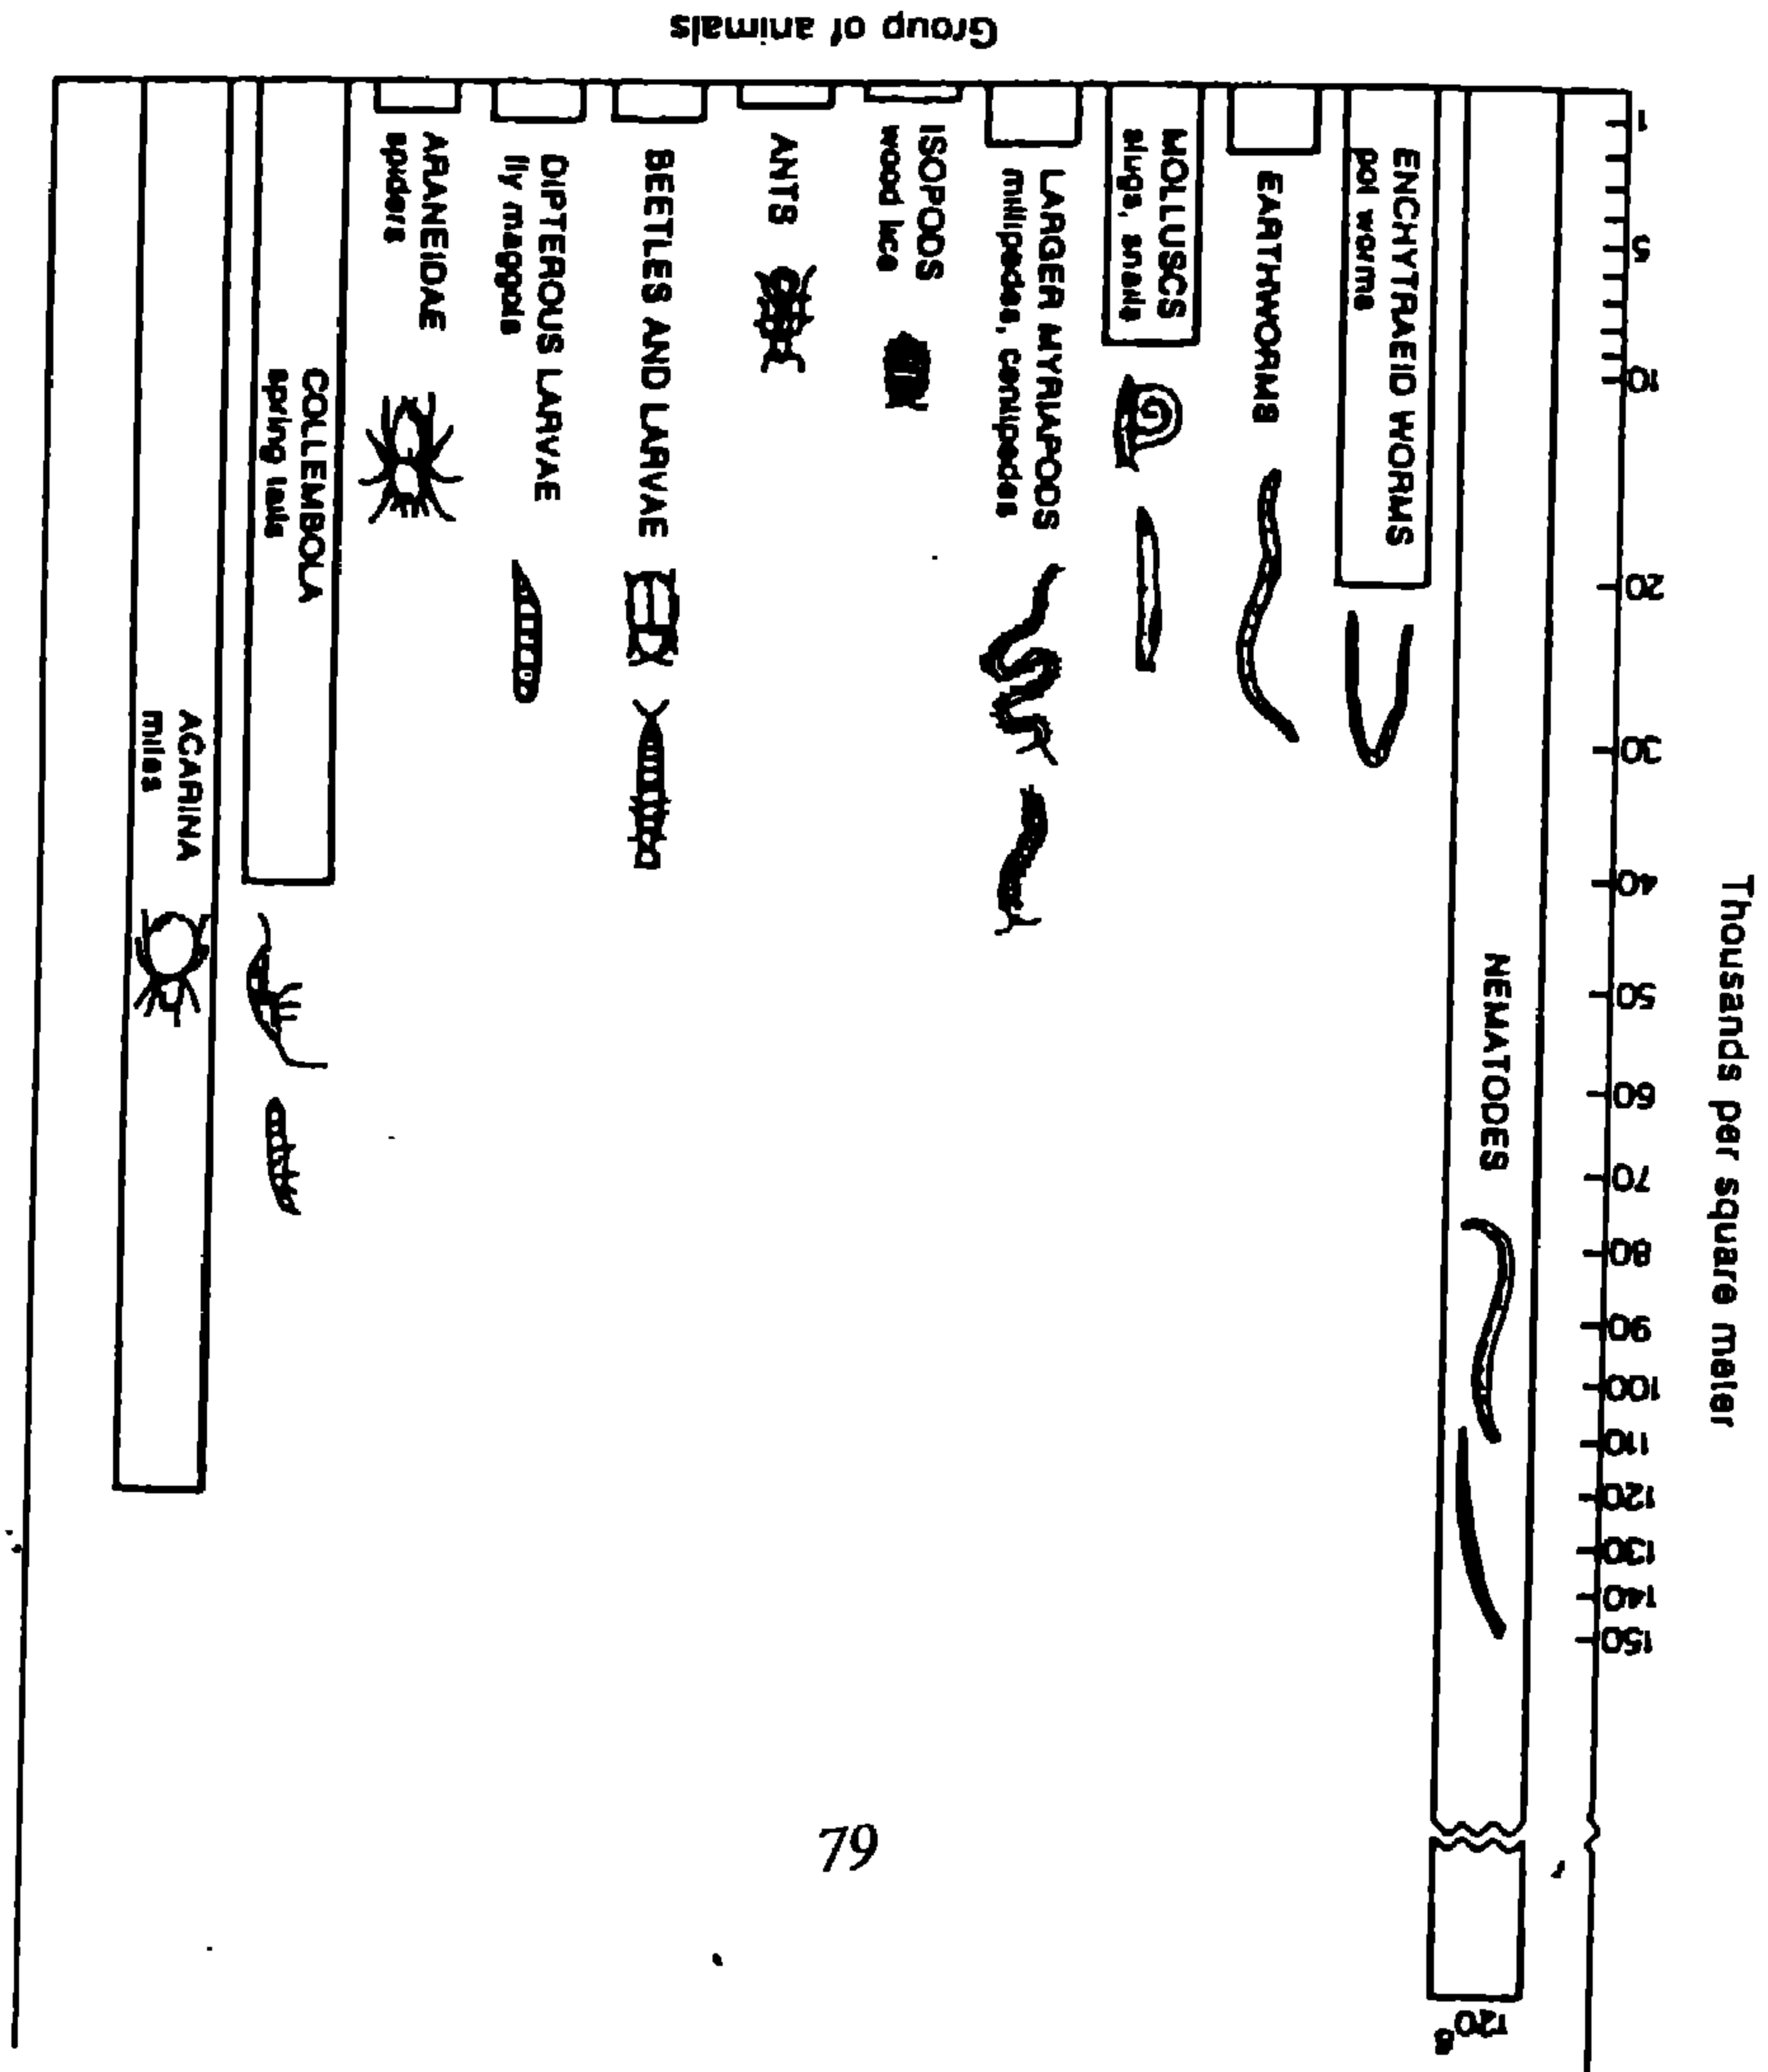 Group of animals
ACARINA
mites
COLLEMBOLA
spring tails
ARANEIDAE
spiders
DIPTEROUS LARVAE
fly maggots
BEETLES AND LARVAE
ANTS
ISOPODS
wood lice
LARGER MYRIAPODS
millipedes, centipedes
MOLLUSCS
slugs, snails
EARTHWORMS
ENCHYTRAEID WORMS
pot worms
NEMATODES
120
1
5
10
20
30
40
50
60
70
80
90
100
110
120
130
140
150
Thousands per square meter
79